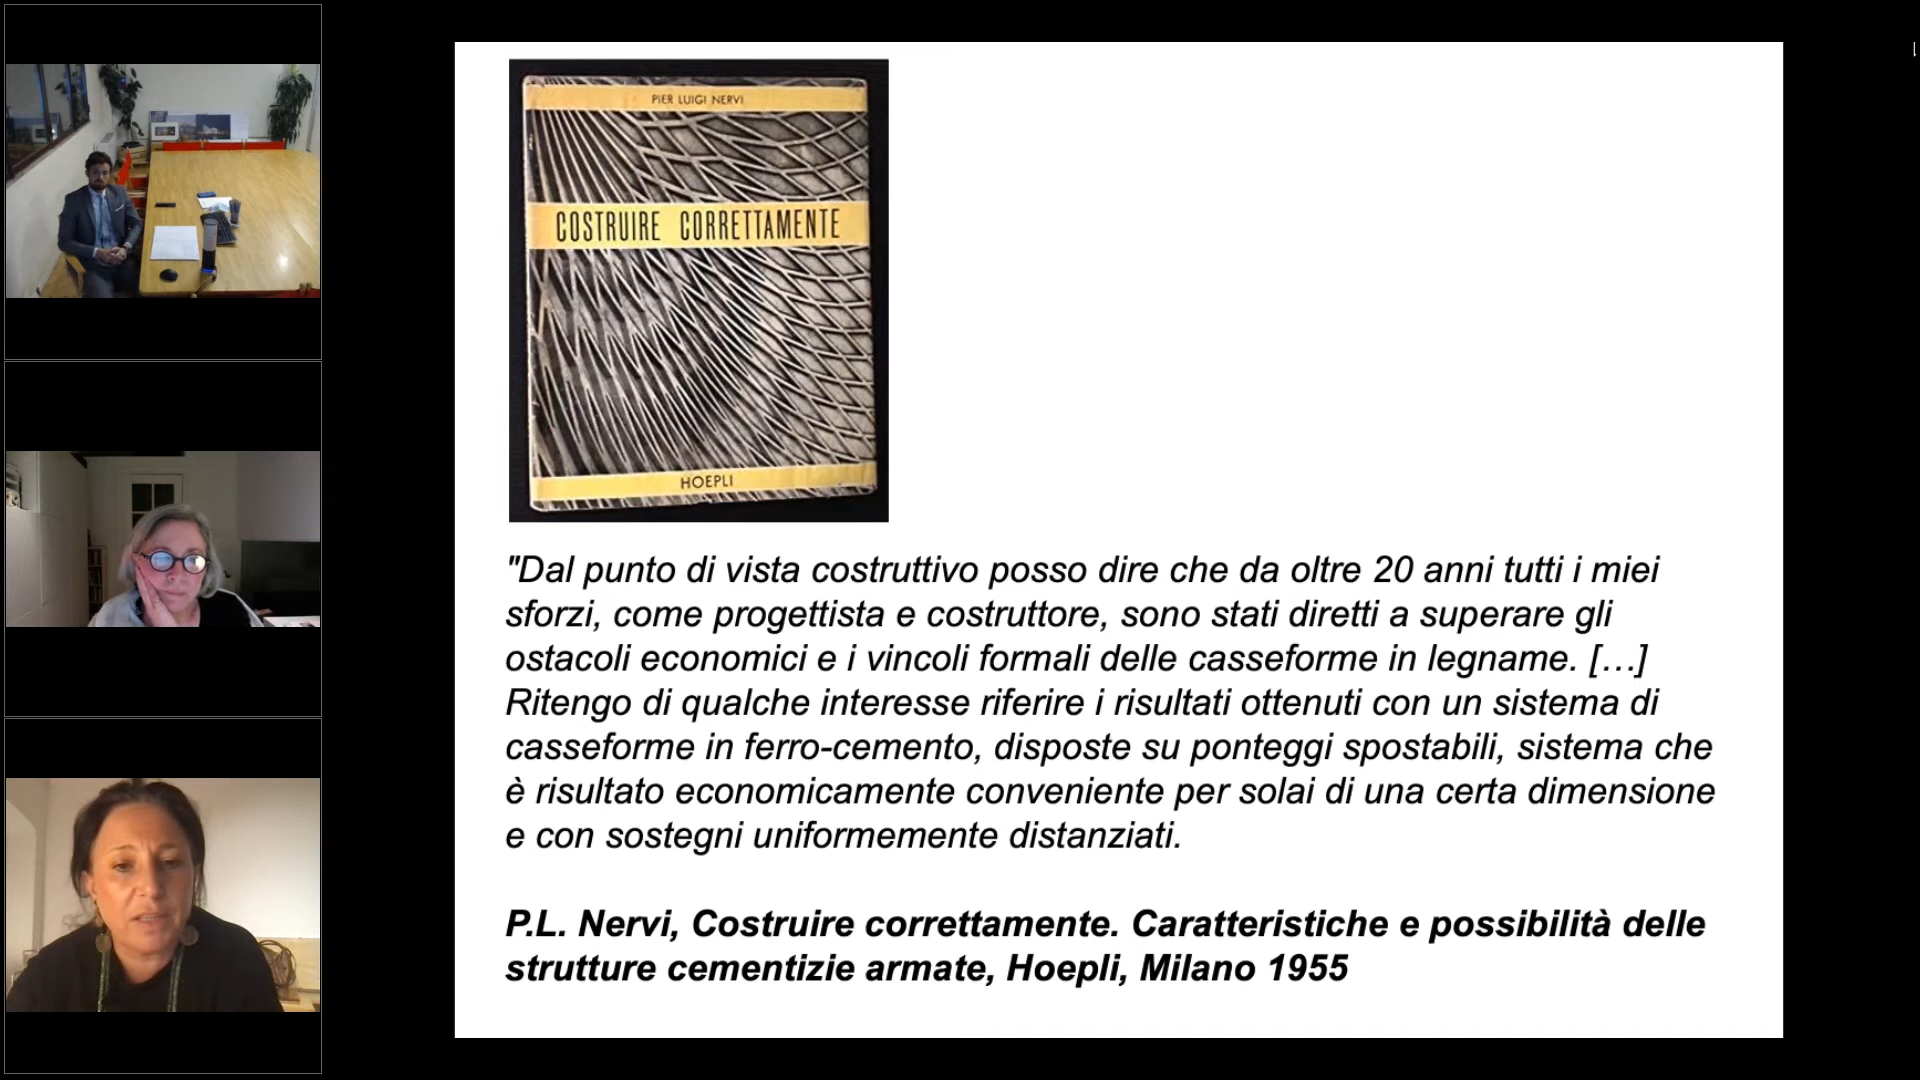 PIER LUIGI NERVI
COSTRUIRE CORRETTAMENTE
HOEPLI
"Dal punto di vista costruttivo posso dire che da oltre 20 anni tutti i miei
sforzi, come progettista e costruttore, sono stati diretti a superare gli
ostacoli economici e i vincoli formali delle casseforme in legname. […]
Ritengo di qualche interesse riferire i risultati ottenuti con un sistema di
casseforme in ferro-cemento, disposte su ponteggi spostabili, sistema che
è risultato economicamente conveniente per solai di una certa dimensione
e con sostegni uniformemente distanziati.
P.L. Nervi, Costruire correttamente. Caratteristiche e possibilità delle
strutture cementizie armate, Hoepli, Milano 1955